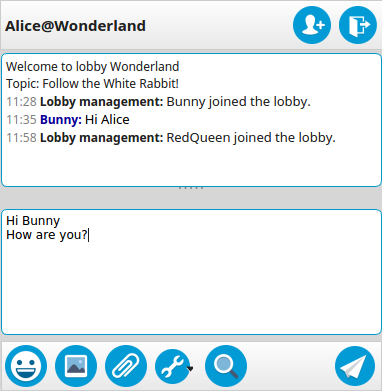 Alice@Wonderland
Welcome to lobby Wonderland
Topic: Follow the White Rabbit!
11:28 Lobby management: Bunny joined the lobby.
11:35 Bunny: Hi Alice
11:58 Lobby management: RedQueen joined the lobby.
Hi Bunny
How are you?